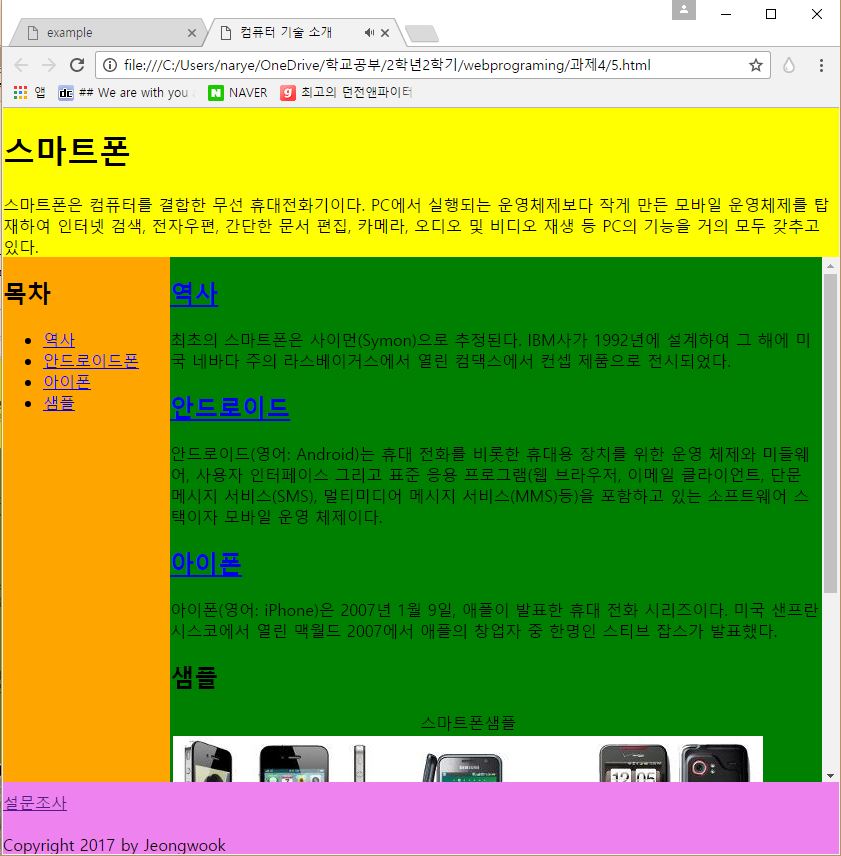 example
컴퓨터 기술 소개
file:///C:/Users/narye/OneDrive/학교공부/2학년2학기/webprograming/과제4/5.html
앱 ## We are with you NAVER 최고의 던전앤파이터
스마트폰
스마트폰은 컴퓨터를 결합한 무선 휴대전화기이다. PC에서 실행되는 운영체제보다 작게 만든 모바일 운영체제를 탑
재하여 인터넷 검색, 전자우편, 간단한 문서 편집, 카메라, 오디오 및 비디오 재생 등 PC의 기능을 거의 모두 갖추고
있다.
목차
역사
안드로이드폰
아이폰
샘플
역사
최초의 스마트폰은 사이먼(Symon)으로 추정된다. IBM사가 1992년에 설계하여 그 해에 미
국 네바다 주의 라스베이거스에서 열린 컴댁스에서 컨셉 제품으로 전시되었다.
안드로이드
안드로이드(영어: Android)는 휴대 전화를 비롯한 휴대용 장치를 위한 운영 체제와 미들웨
어, 사용자 인터페이스 그리고 표준 응용 프로그램(웹 브라우저, 이메일 클라이언트, 단문
메시지 서비스(SMS), 멀티미디어 메시지 서비스(MMS)등)을 포함하고 있는 소프트웨어 스
택이자 모바일 운영 체제이다.
아이폰
아이폰(영어: iPhone)은 2007년 1월 9일, 애플이 발표한 휴대 전화 시리즈이다. 미국 샌프란
시스코에서 열린 맥월드 2007에서 애플의 창업자 중 한명인 스티브 잡스가 발표했다.
샘플
스마트폰샘플
12:05
설문조사
Copyright 2017 by Jeongwook